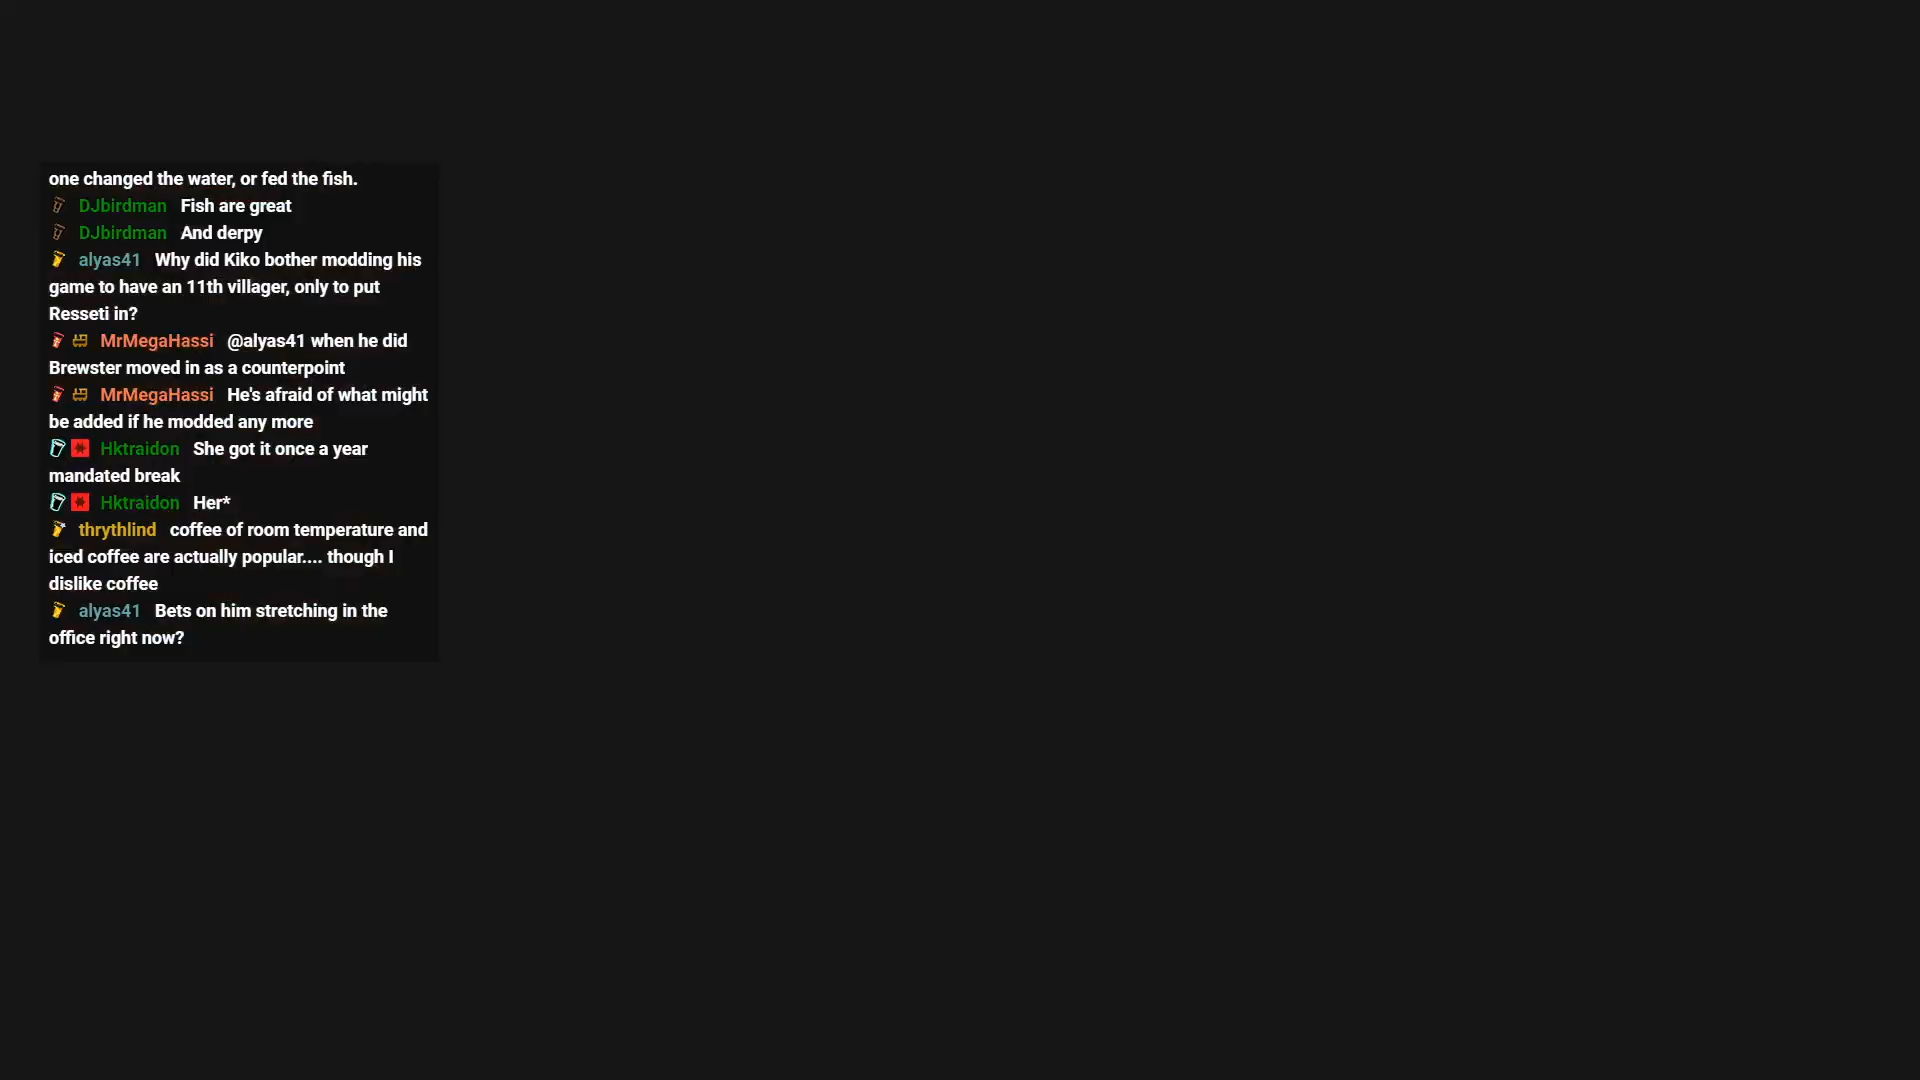 one changed the water, or fed the fish.
DJbirdman Fish are great
DJbirdman And derpy
alyas41 Why did Kiko bother modding his
game to have an 11th villager, only to put
Resseti in?
MrMegaHassi @alyas41 when he did
Brewster moved in as a counterpoint
MrMegaHassi He's afraid of what might
be added if he modded any more
Hktraidon She got it once a year
mandated break
Hktraidon Her*
thrythlind coffee of room temperature and
iced coffee are actually popular.... though I
dislike coffee
alyas41 Bets on him stretching in the
office right now?